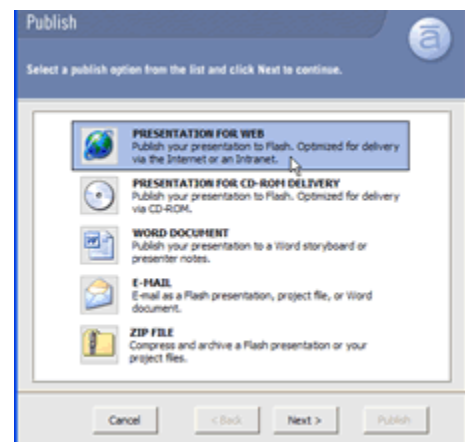 Publish
ā
Select a publish option from the list and click Next to continue.
PRESENTATION FOR WEB
Publish your presentation to Flash. Optimized for delivery
via the Internet or an Intranet.
PRESENTATION FOR CD-ROM DELIVERY
Publish your presentation to Flash. Optimized for delivery
via CD-ROM.
WORD DOCUMENT
Publish your presentation to a Word storyboard or
presenter notes.
E-MAIL
E-mail as a Flash presentation, project file, or Word
document.
ZIP FILE
Compress and archive a Flash presentation or your
project files.
Cancel
< Back
Next >
Publish